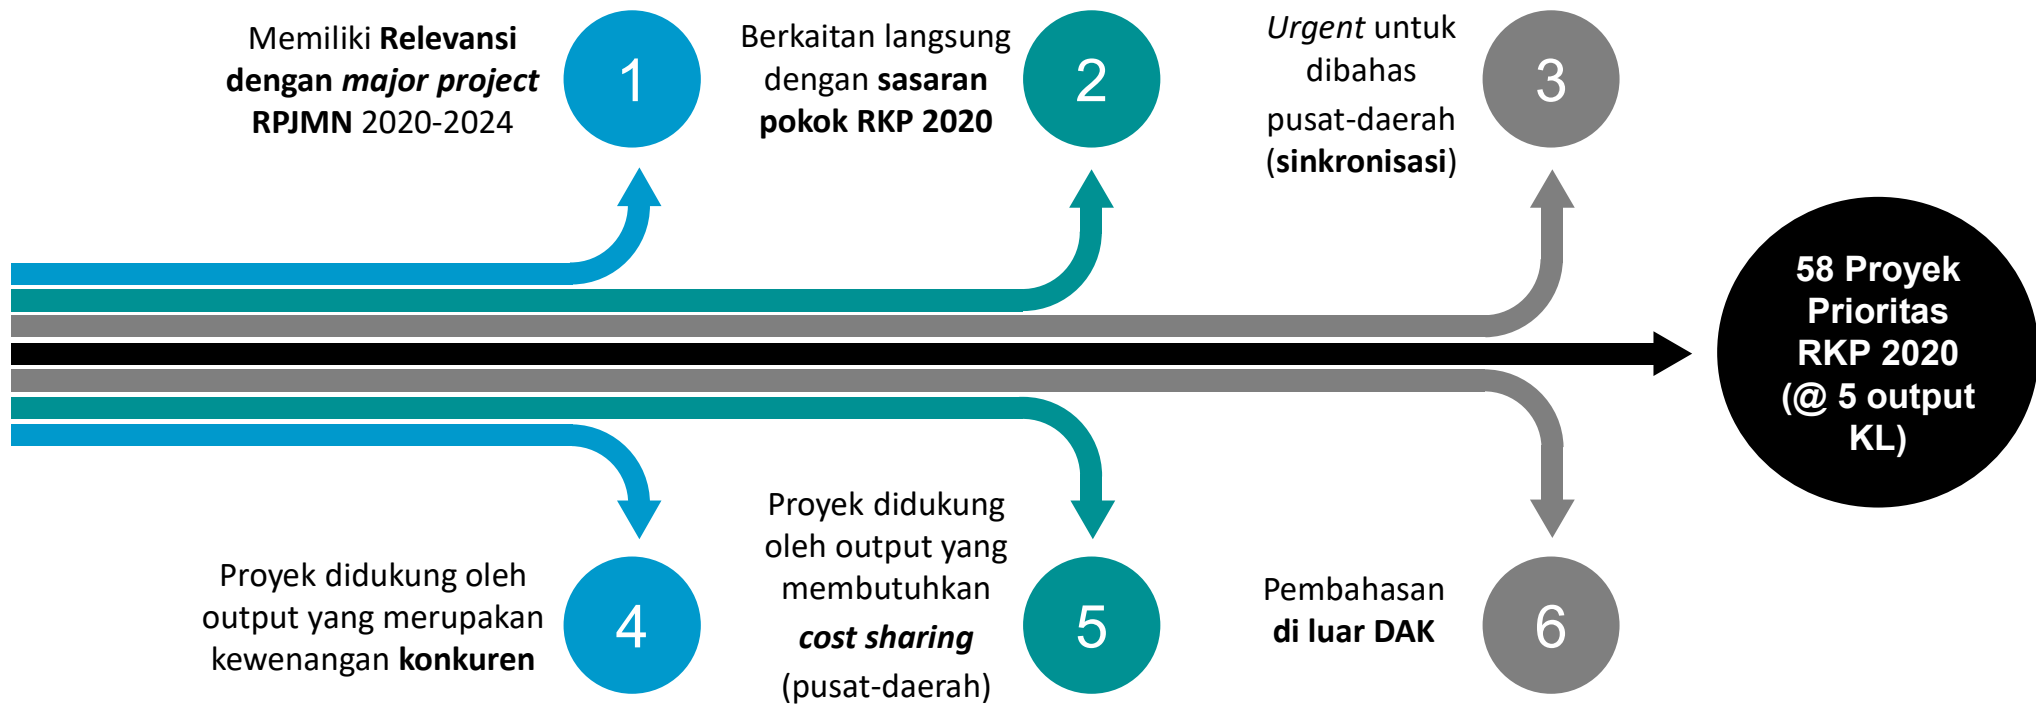 Memiliki Relevansi
dengan major project
RPJMN 2020-2024
1
Berkaitan langsung
dengan sasaran
pokok RKP 2020
2
Urgent untuk
dibahas
pusat-daerah
(sinkronisasi)
3
58 Proyek
Prioritas
RKP 2020
(@ 5 output
KL)
Proyek didukung oleh
output yang merupakan
kewenangan konkuren
4
Proyek didukung
oleh output yang
membutuhkan
cost sharing
(pusat-daerah)
5
Pembahasan
di luar DAK
6